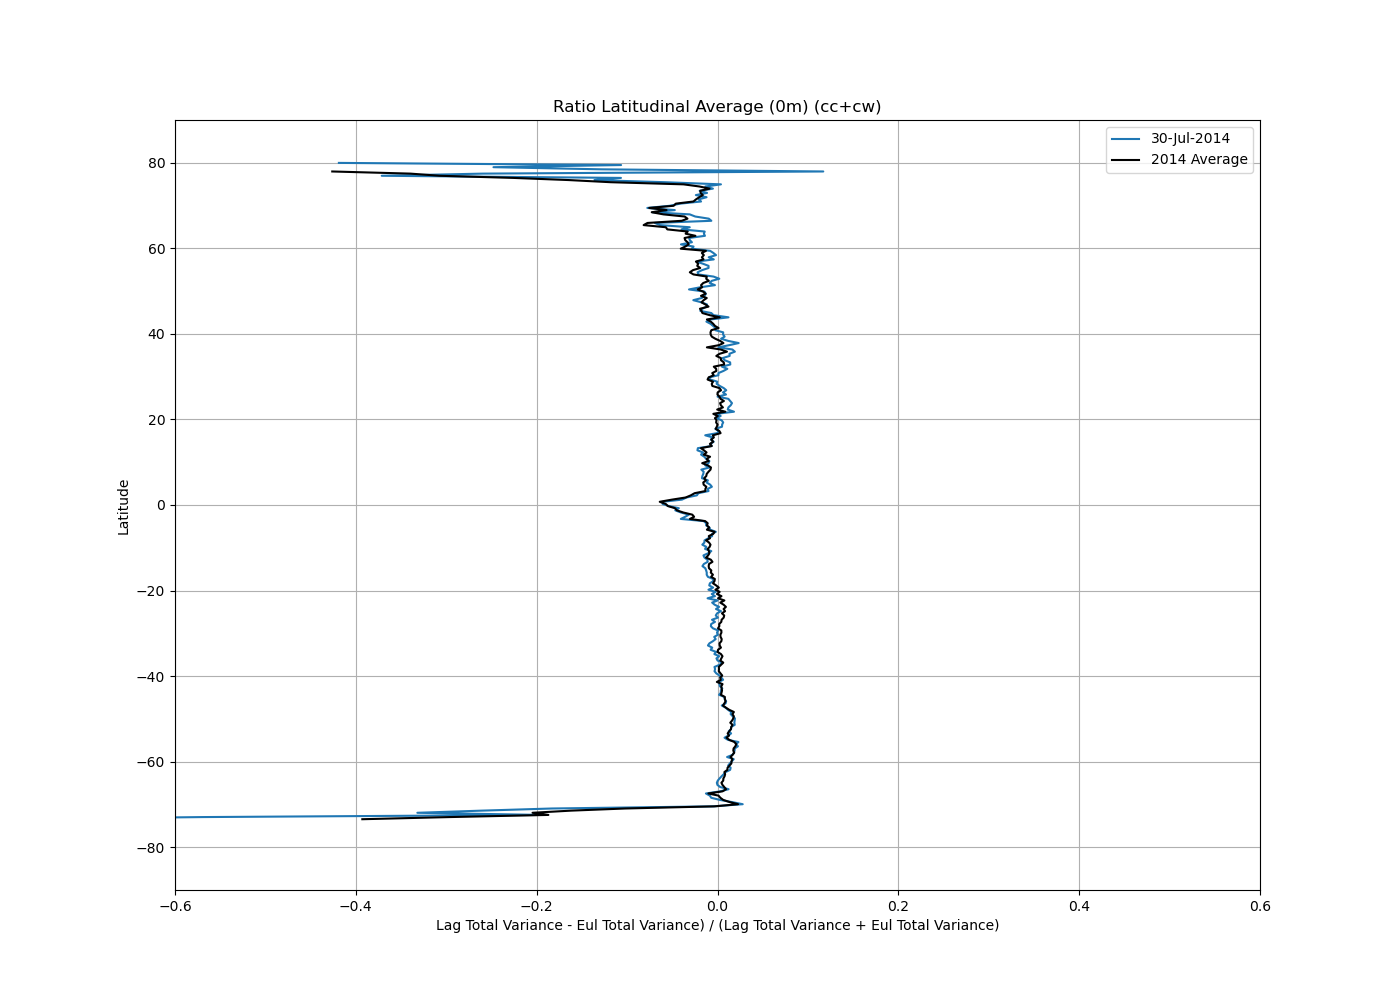 Ratio Latitudinal Average (0m) (cc+cw)
30-Jul-2014
2014 Average
80
60
40
20
0
−20
−40
−60
−80
Latitude
−0.6 −0.4 −0.2 0.0 0.2 0.4 0.6
Lag Total Variance - Eul Total Variance) / (Lag Total Variance + Eul Total Variance)